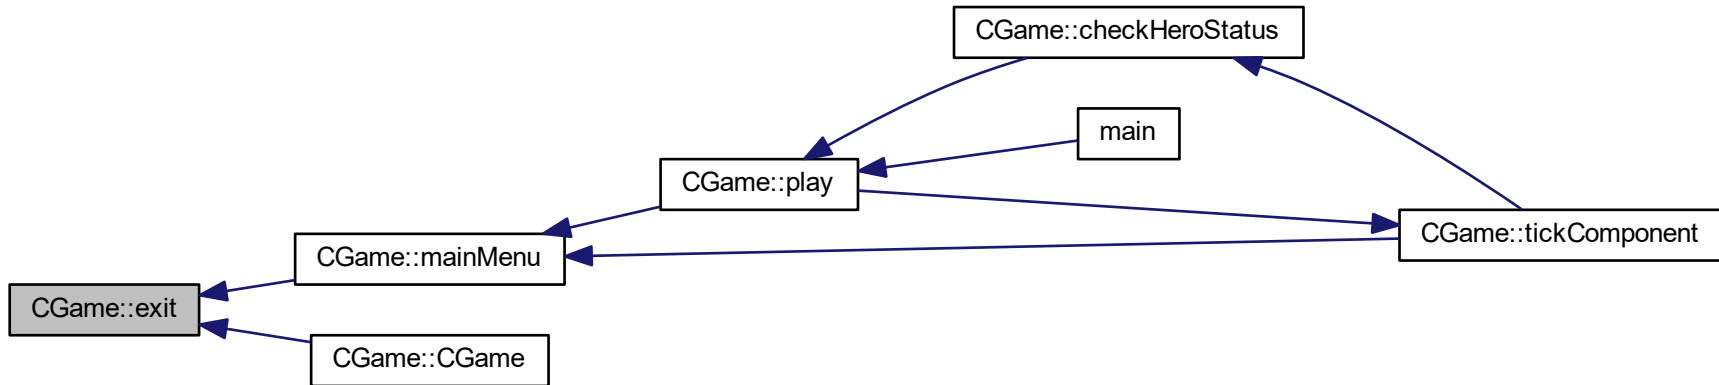 CGame::checkHeroStatus
main
CGame::play
CGame::tickComponent
CGame::mainMenu
CGame::exit
CGame::CGame